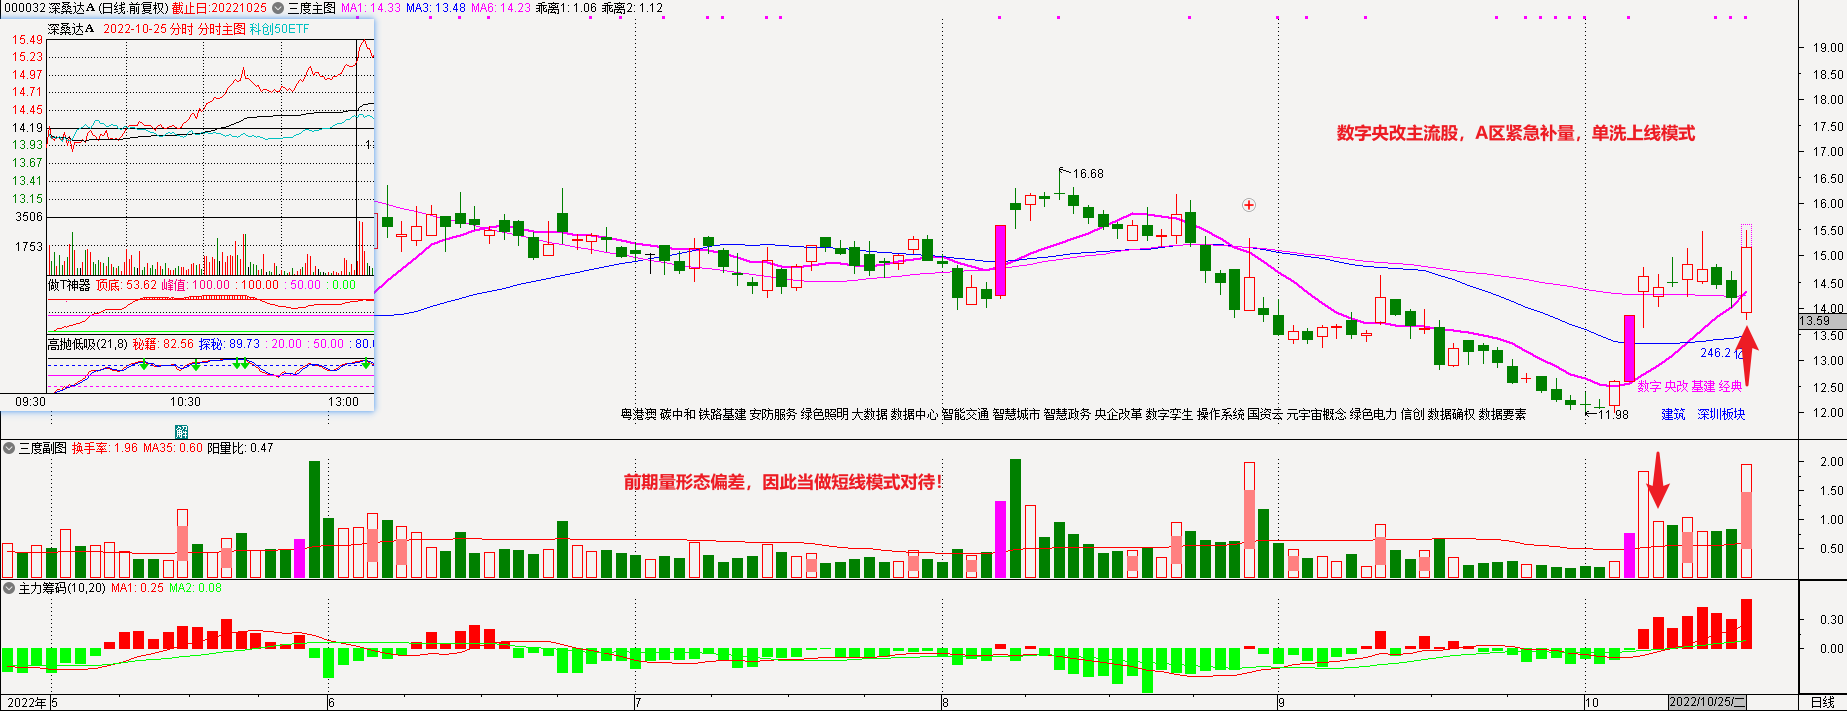 000032 深桑达A (日线.前复权) 截止日:20221025 三度主图 MA1: 14.33 MA3: 13.48 MA6: 14.23 乖离1: 1.06 乖离2: 1.12
深桑达A 2022-10-25 分时 分时主图 科创50ETF
15.49
15.23
14.97
14.71
14.45
14.19
13.93
13.67
13.41
13.15
3506
1753
做T神器 顶底: 53.62 峰值: 100.00 : 100.00 : 50.00 : 0.00
高抛低吸(21,8) 秘籍: 82.56 探秘: 89.73 : 20.00 : 50.00 : 80.0
09:30 10:30 13:00
数字央改主流股，A区紧急补量，单洗上线模式
16.68
19.00
18.50
18.00
17.50
17.00
16.50
16.00
15.50
15.00
14.50
14.00
13.59
13.50
13.00
12.50
12.00
246.2 亿
数字 央改 基建 经典
11.98
粤港澳 碳中和 铁路基建 安防服务 绿色照明 大数据 数据中心 智能交通 智慧城市 智慧政务 央企改革 数字孪生 操作系统 国资云 元宇宙概念 绿色电力 信创 数据确权 数据要素
建筑 深圳板块
解
三度副图 换手率: 1.96 MA35: 0.60 阳量比: 0.47
前期量形态偏差，因此当做短线模式对待！
2.00
1.50
1.00
0.50
主力筹码(10,20) MA1: 0.25 MA2: 0.08
0.30
0.00
2022年 5 6 7 8 9 10 2022/10/25/二 日线